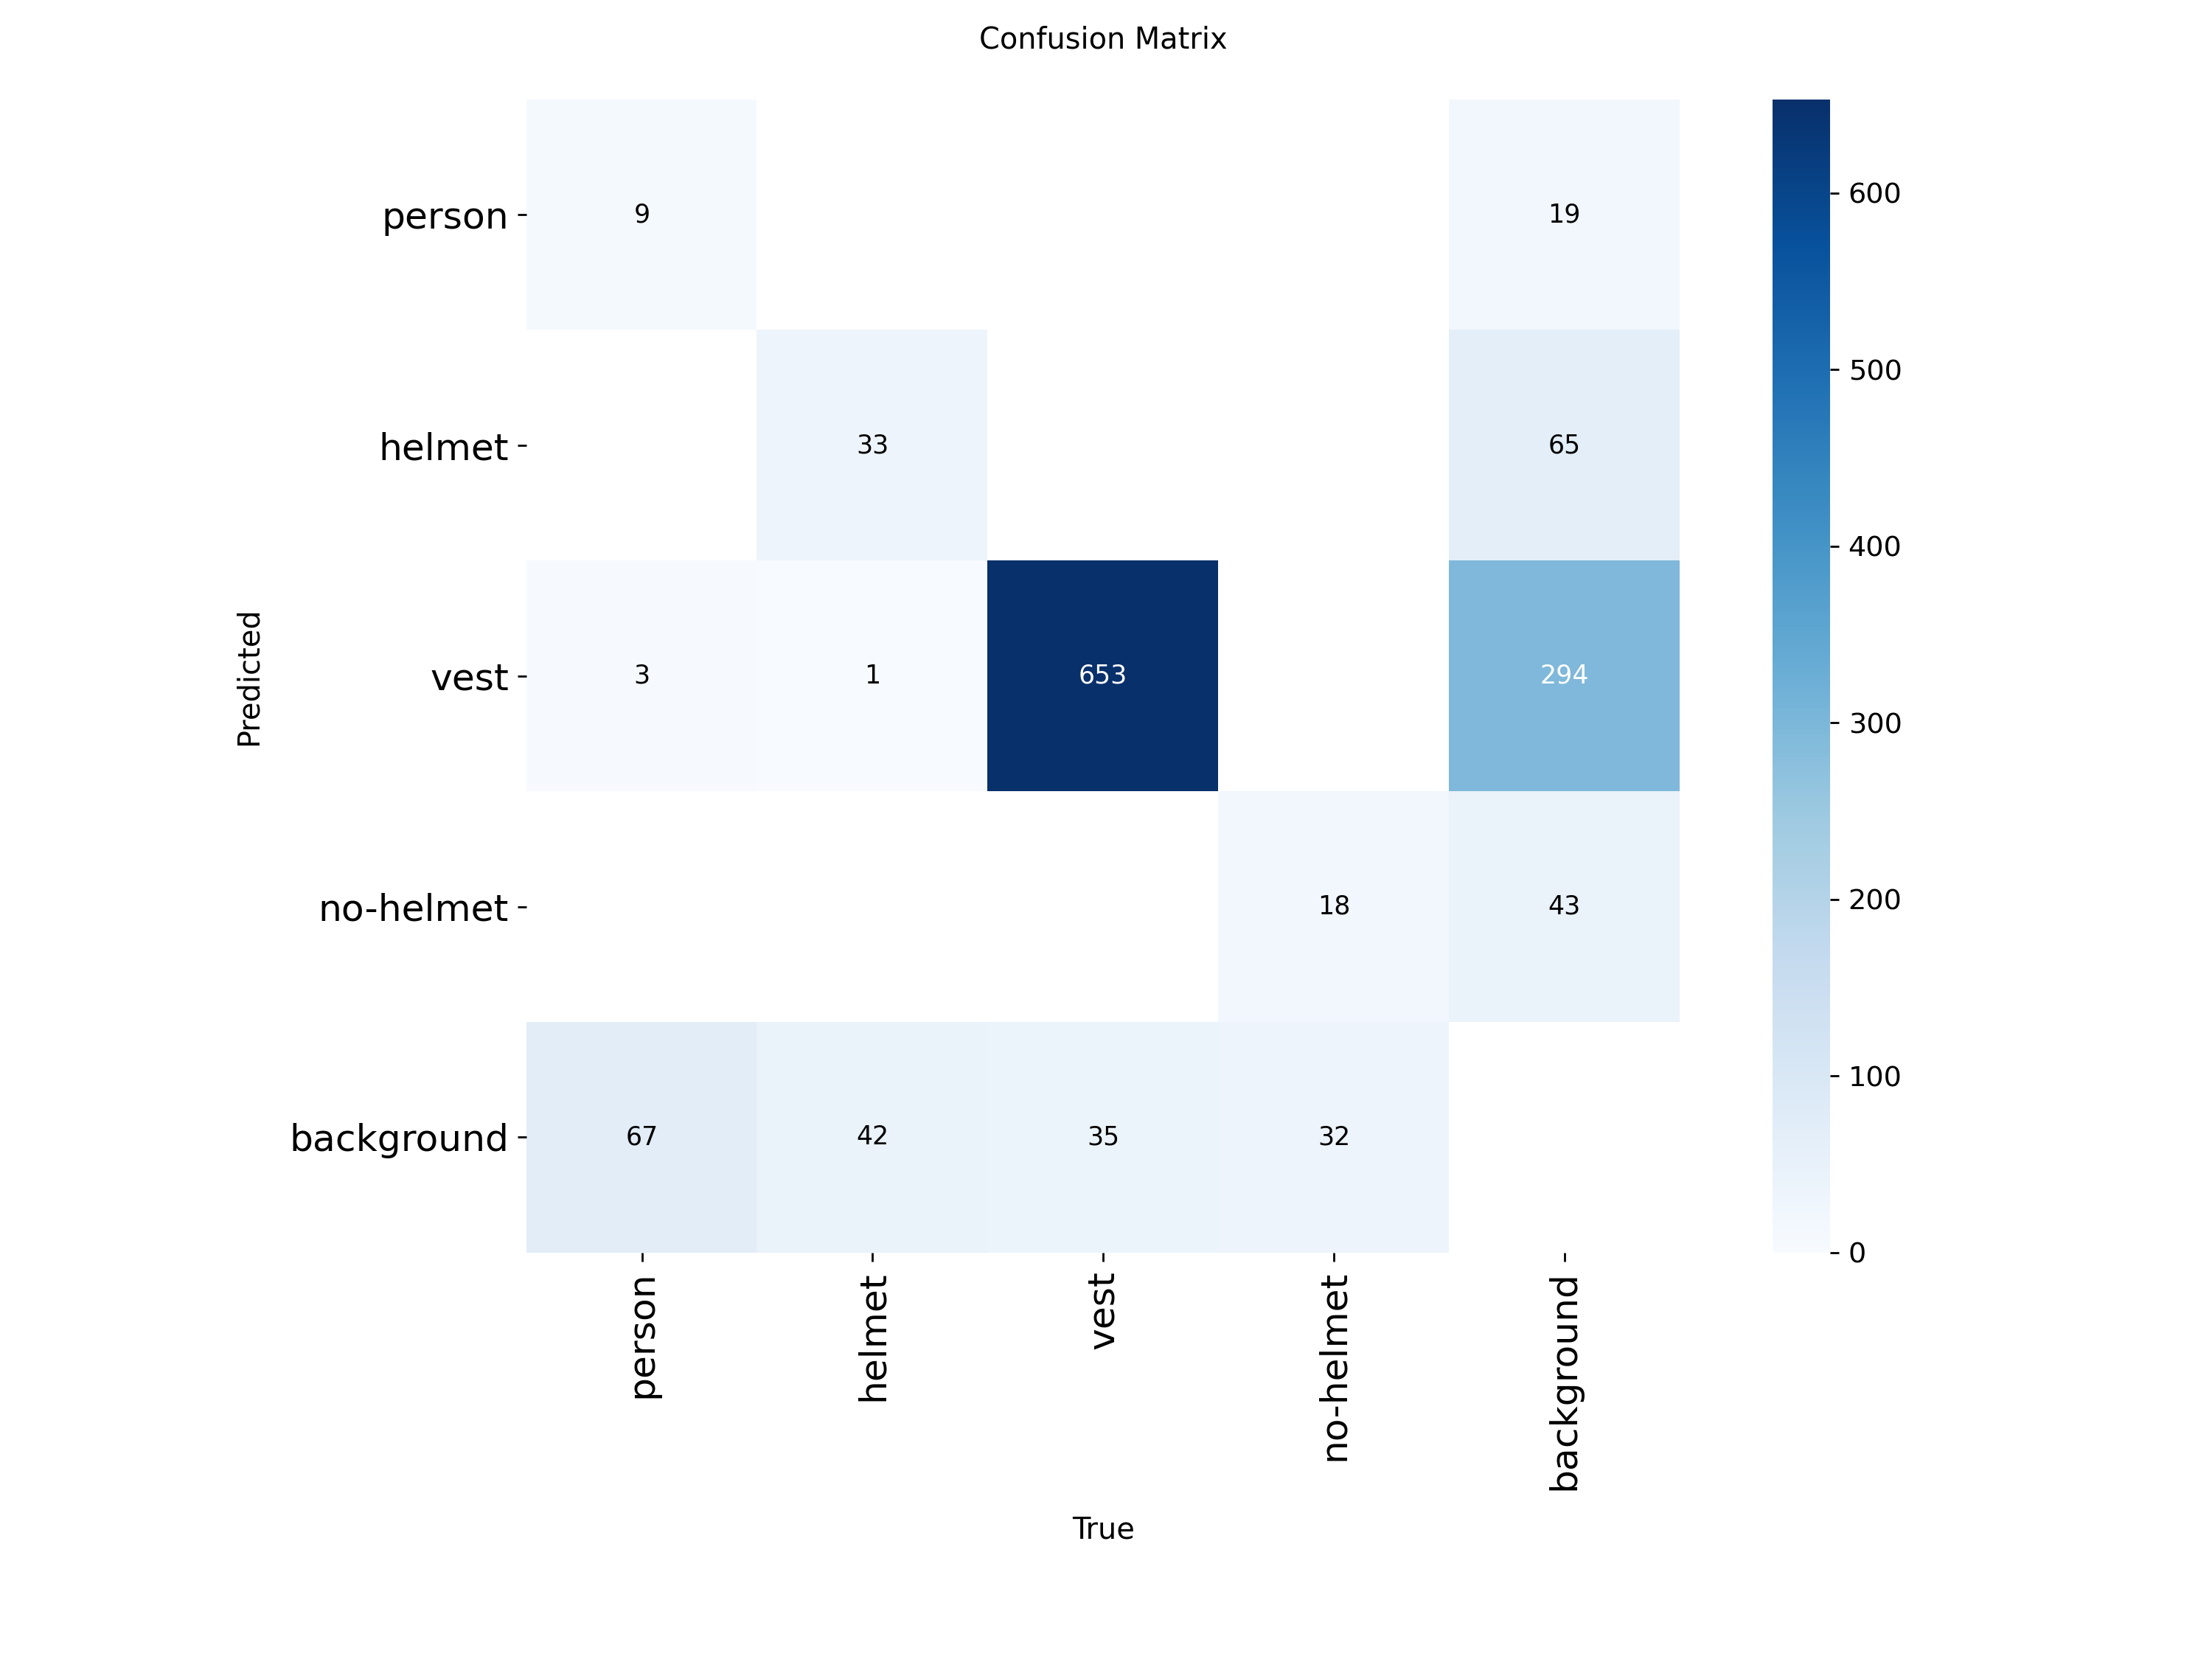 Confusion Matrix
person
9
19
600
helmet
33
65
500
400
Predicted
vest
3
1
653
294
300
no-helmet
18
43
200
background
67
42
35
32
100
0
person
helmet
vest
no-helmet
background
True